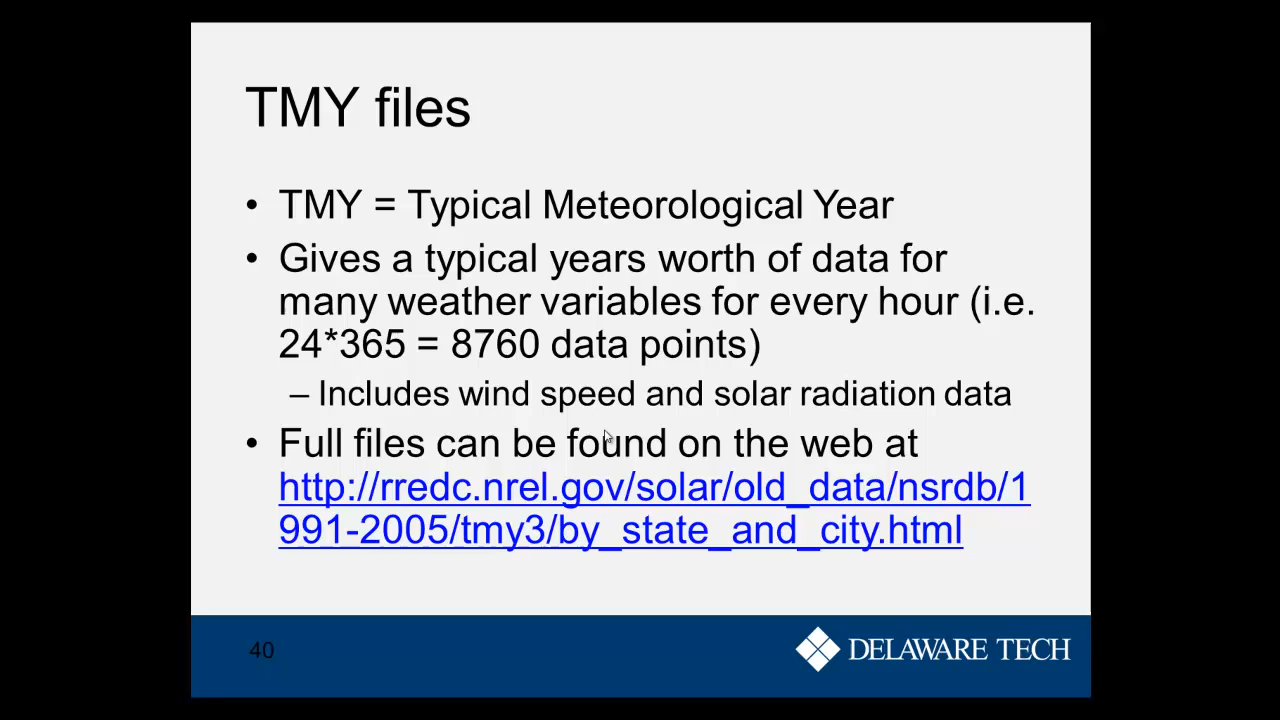 TMY files
• TMY = Typical Meteorological Year
• Gives a typical years worth of data for
many weather variables for every hour (i.e.
24*365 = 8760 data points)
– Includes wind speed and solar radiation data
• Full files can be found on the web at
http://rredc.nrel.gov/solar/old_data/nsrdb/1
991-2005/tmy3/by_state_and_city.html
40
DELAWARE TECH